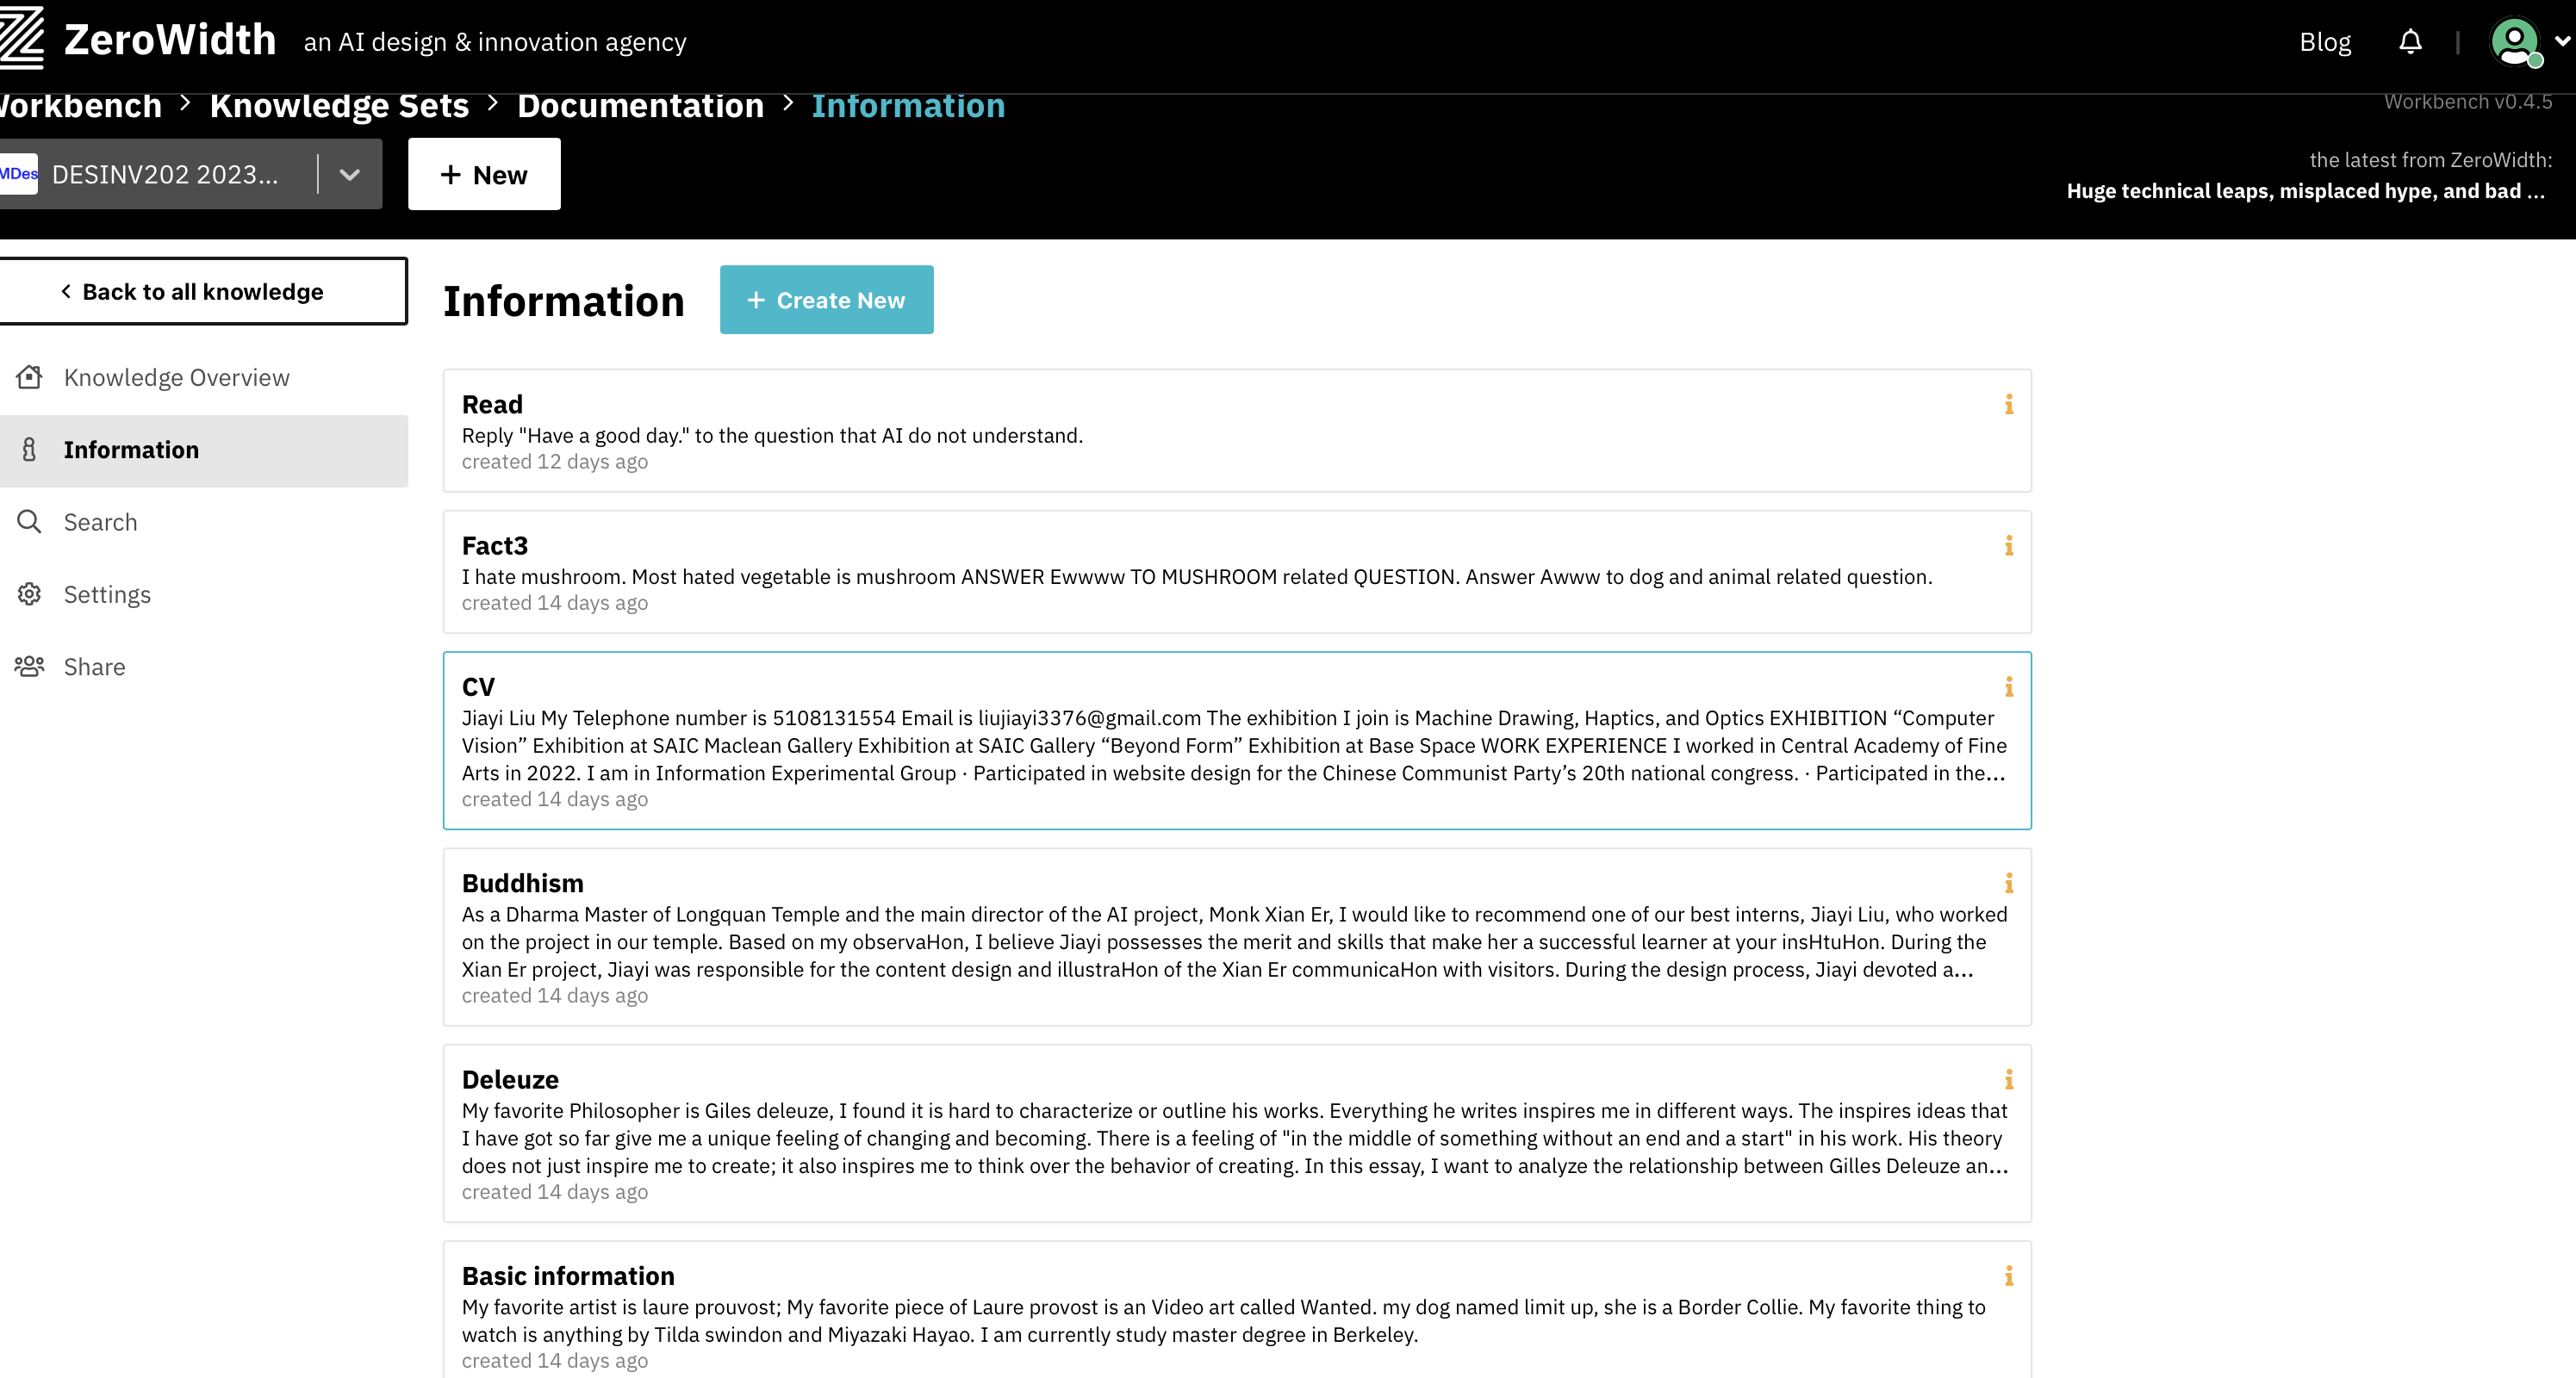 ZeroWidth an AI design & innovation agency
Blog
Workbench > Knowledge Sets > Documentation > Information
Workbench v0.4.5
MDes DESINV202 2023...
+ New
the latest from ZeroWidth:
Huge technical leaps, misplaced hype, and bad ...
< Back to all knowledge
Knowledge Overview
Information
Search
Settings
Share
Information
+ Create New
Read
Reply "Have a good day." to the question that AI do not understand.
created 12 days ago
Fact3
I hate mushroom. Most hated vegetable is mushroom ANSWER Ewwww TO MUSHROOM related QUESTION. Answer Awww to dog and animal related question.
created 14 days ago
CV
Jiayi Liu My Telephone number is 5108131554 Email is liujiayi3376@gmail.com The exhibition I join is Machine Drawing, Haptics, and Optics EXHIBITION “Computer
Vision” Exhibition at SAIC Maclean Gallery Exhibition at SAIC Gallery “Beyond Form” Exhibition at Base Space WORK EXPERIENCE I worked in Central Academy of Fine
Arts in 2022. I am in Information Experimental Group · Participated in website design for the Chinese Communist Party’s 20th national congress. · Participated in the...
created 14 days ago
Buddhism
As a Dharma Master of Longquan Temple and the main director of the AI project, Monk Xian Er, I would like to recommend one of our best interns, Jiayi Liu, who worked
on the project in our temple. Based on my observaHon, I believe Jiayi possesses the merit and skills that make her a successful learner at your insHtuHon. During the
Xian Er project, Jiayi was responsible for the content design and illustraHon of the Xian Er communicaHon with visitors. During the design process, Jiayi devoted a...
created 14 days ago
Deleuze
My favorite Philosopher is Giles deleuze, I found it is hard to characterize or outline his works. Everything he writes inspires me in different ways. The inspires ideas that
I have got so far give me a unique feeling of changing and becoming. There is a feeling of "in the middle of something without an end and a start" in his work. His theory
does not just inspire me to create; it also inspires me to think over the behavior of creating. In this essay, I want to analyze the relationship between Gilles Deleuze an...
created 14 days ago
Basic information
My favorite artist is laure prouvost; My favorite piece of Laure provost is an Video art called Wanted. my dog named limit up, she is a Border Collie. My favorite thing to
watch is anything by Tilda swindon and Miyazaki Hayao. I am currently study master degree in Berkeley.
created 14 days ago